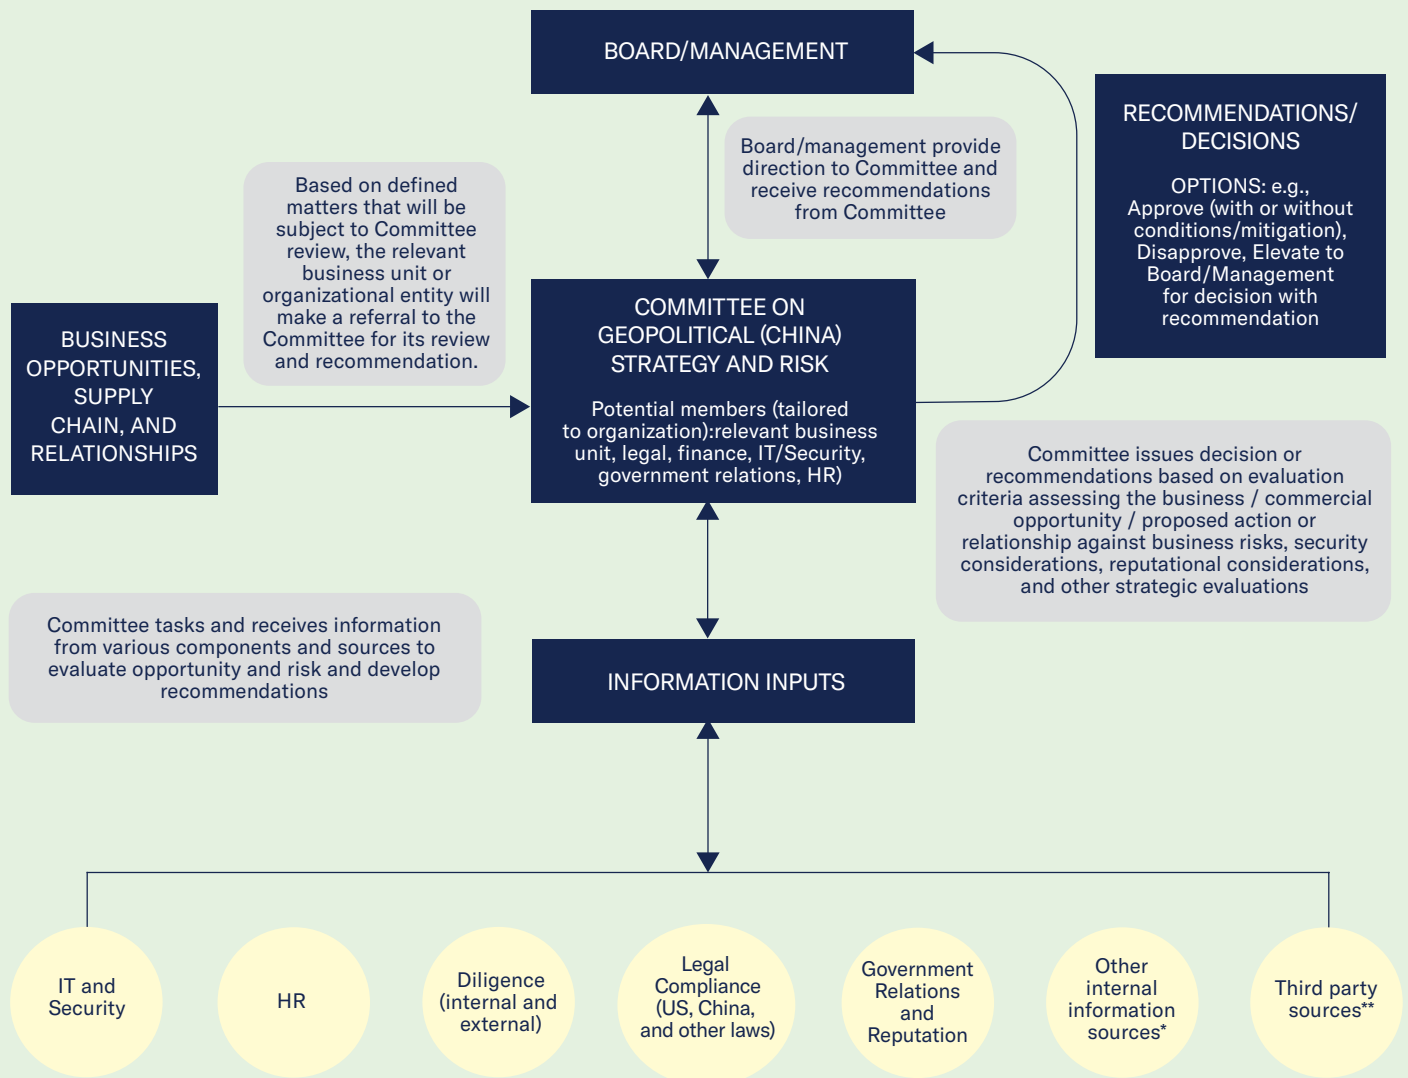 BOARD/MANAGEMENT
Board/management provide
direction to Committee and
receive recommendations
from Committee
RECOMMENDATIONS/
DECISIONS
OPTIONS: e.g.,
Approve (with or without
conditions/mitigation),
Disapprove, Elevate to
Board/Management
for decision with
recommendation
Based on defined
matters that will be
subject to Committee
review, the relevant
business unit or
organizational entity will
make a referral to the
Committee for its review
and recommendation.
BUSINESS
OPPORTUNITIES,
SUPPLY
CHAIN, AND
RELATIONSHIPS
COMMITTEE ON
GEOPOLITICAL (CHINA)
STRATEGY AND RISK
Potential members (tailored
to organization):relevant business
unit, legal, finance, IT/Security,
government relations, HR)
Committee issues decision or
recommendations based on evaluation
criteria assessing the business / commercial
opportunity / proposed action or
relationship against business risks, security
considerations, reputational considerations,
and other strategic evaluations
Committee tasks and receives information
from various components and sources to
evaluate opportunity and risk and develop
recommendations
INFORMATION INPUTS
IT and
Security
HR
Diligence
(internal and
external)
Legal
Compliance
(US, China,
and other laws)
Government
Relations
and
Reputation
Other
internal
information
sources*
Third party
sources**